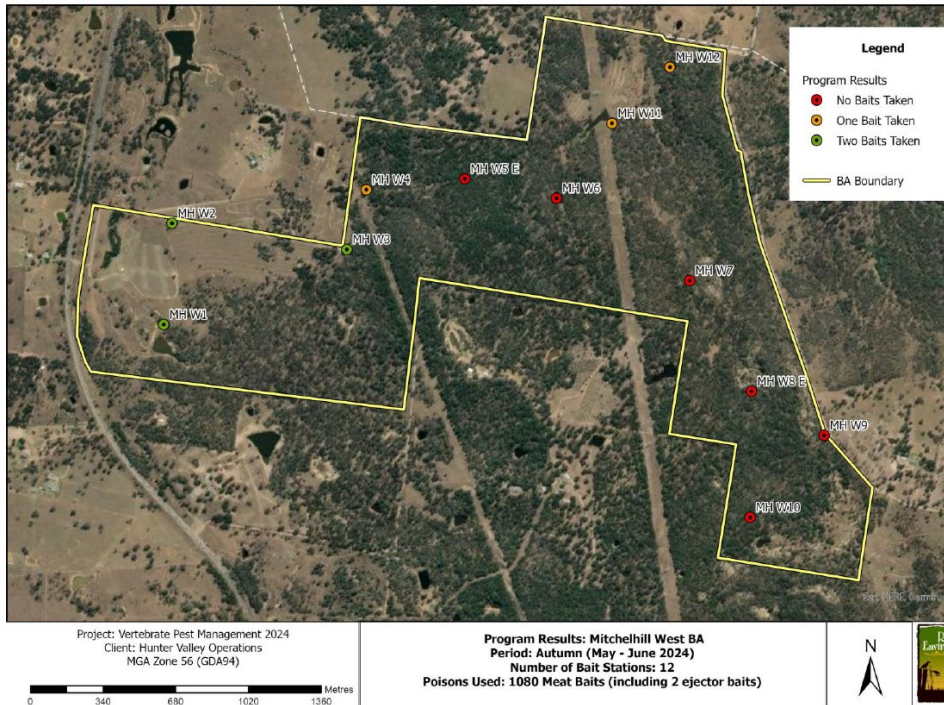 Legend
Program Results
No Baits Taken
One Bait Taken
Two Baits Taken
BA Boundary
MH W12
MH W11
MH W5 E
MH W4
MH W6
MH W2
MH W3
MH W7
MH W1
MH W8 E
MH W9
MH W10
Project: Vertebrate Pest Management 2024
Client: Hunter Valley Operations
MGA Zone 56 (GDA94)
Metres
0 340 680 1020 1360
Program Results: Mitchelhill West BA
Period: Autumn (May - June 2024)
Number of Bait Stations: 12
Poisons Used: 1080 Meat Baits (including 2 ejector baits)
N